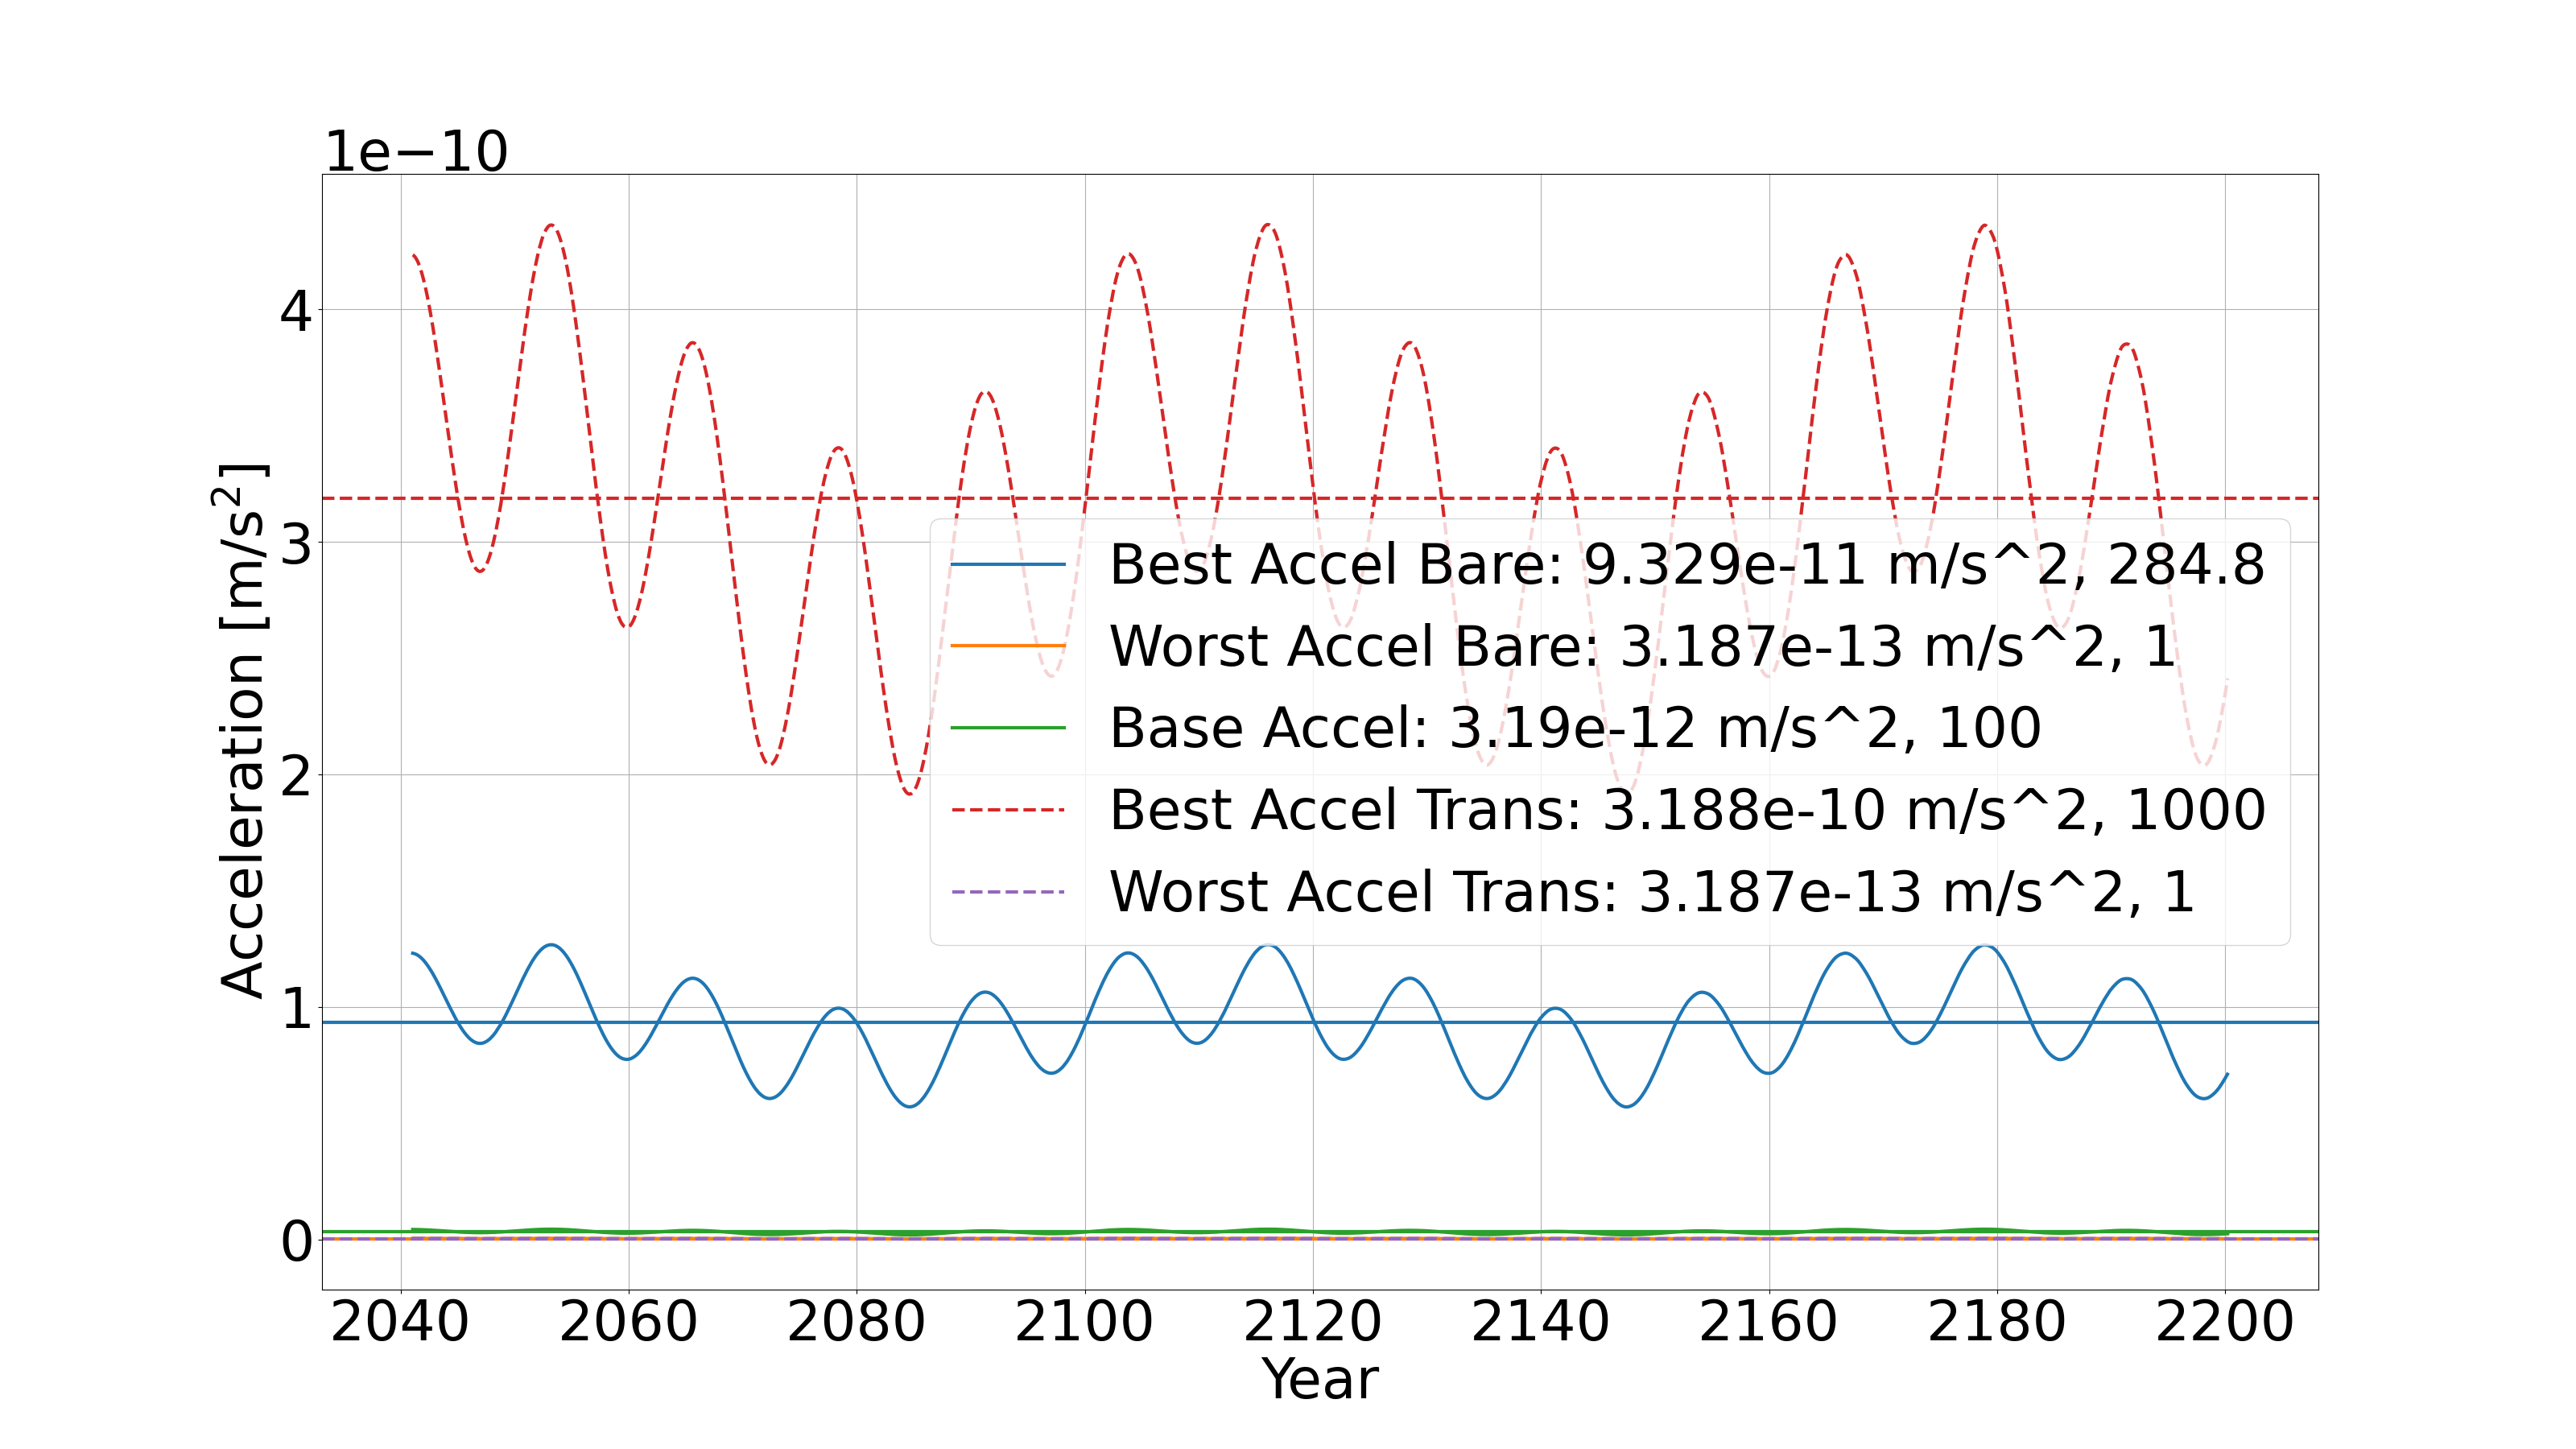 1e−10
4
3
2
1
0
Acceleration [m/s²]
Best Accel Bare: 9.329e-11 m/s^2, 284.8
Worst Accel Bare: 3.187e-13 m/s^2, 1
Base Accel: 3.19e-12 m/s^2, 100
Best Accel Trans: 3.188e-10 m/s^2, 1000
Worst Accel Trans: 3.187e-13 m/s^2, 1
2040 2060 2080 2100 2120 2140 2160 2180 2200
Year